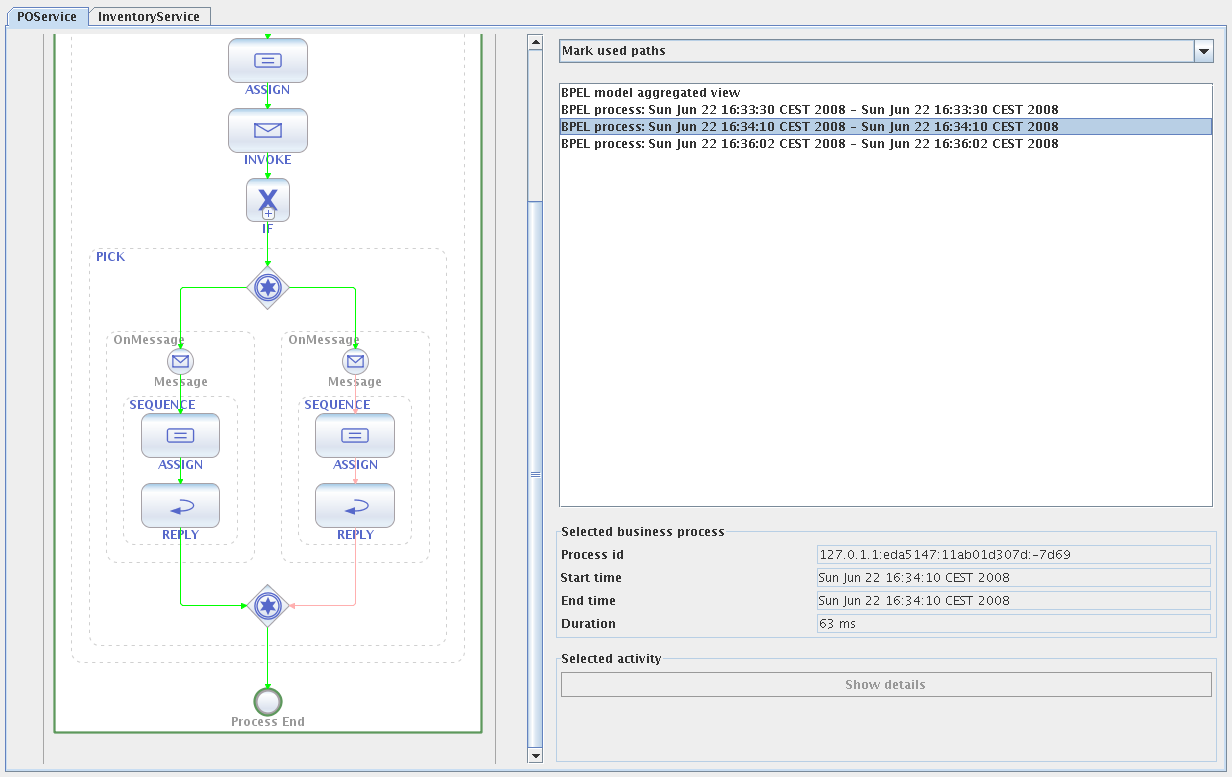 POService InventoryService
ASSIGN
INVOKE
X
IF
PICK
OnMessage OnMessage
Message Message
SEQUENCE SEQUENCE
ASSIGN ASSIGN
REPLY REPLY
Process End
Mark used paths
BPEL model aggregated view
BPEL process: Sun Jun 22 16:33:30 CEST 2008 - Sun Jun 22 16:33:30 CEST 2008
BPEL process: Sun Jun 22 16:34:10 CEST 2008 - Sun Jun 22 16:34:10 CEST 2008
BPEL process: Sun Jun 22 16:36:02 CEST 2008 - Sun Jun 22 16:36:02 CEST 2008
Selected business process
Process id 127.0.1.1:eda5147:11ab01d307d:-7d69
Start time Sun Jun 22 16:34:10 CEST 2008
End time Sun Jun 22 16:34:10 CEST 2008
Duration 63 ms
Selected activity
Show details